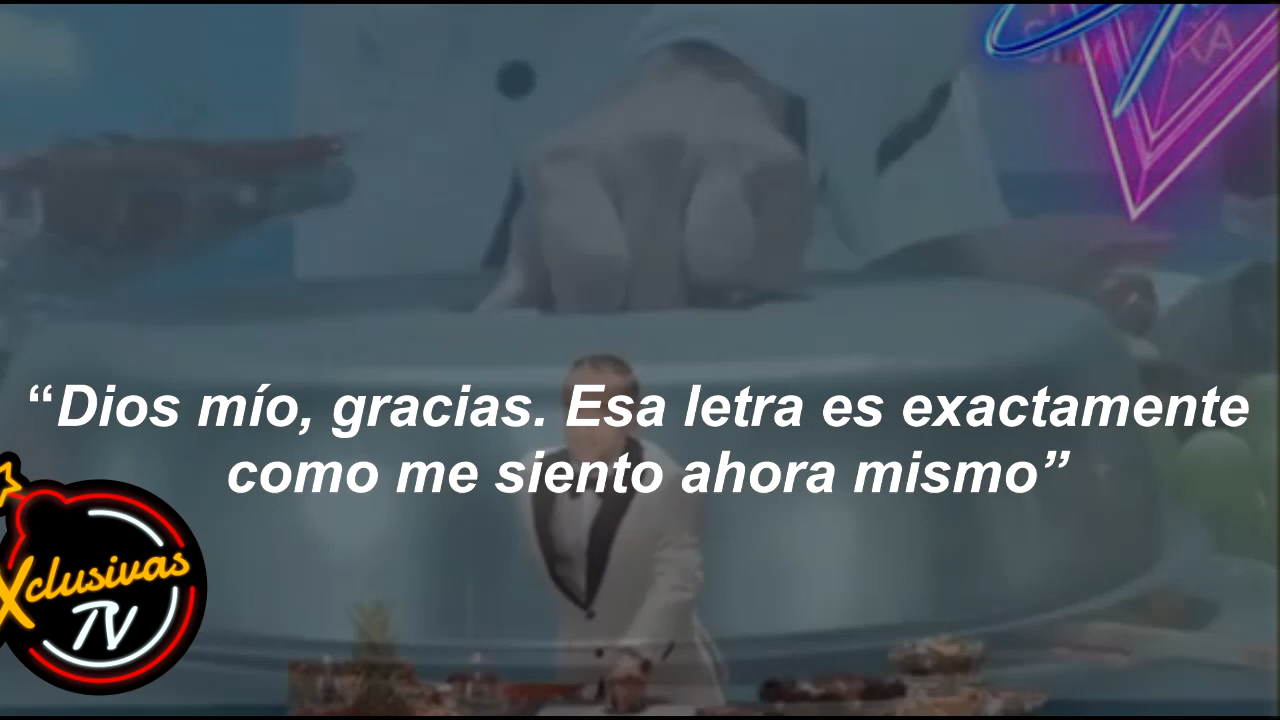 “Dios mío, gracias. Esa letra es exactamente
como me siento ahora mismo”
Xclusivas
TV